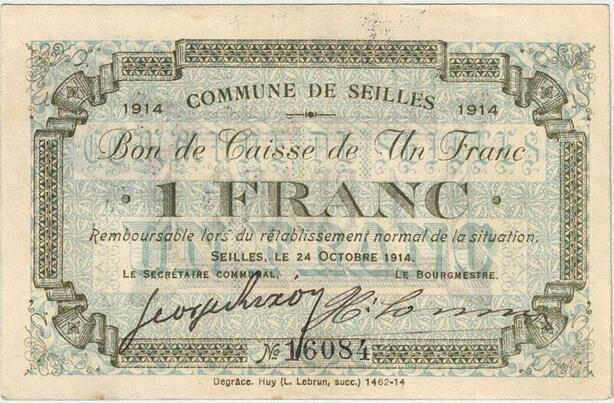 COMMUNE DE SEILLES
1914 1914
Bon de Caisse de Un Franc
· 1 FRANC ·
Remboursable lors du rétablissement normal de la situation.
SEILLES, LE 24 OCTOBRE 1914.
LE SECRÉTAIRE COMMUNAL, LE BOURGMESTRE.
No 16084
Degrâce. Huy (L. Lebrun, succ.) 1462-14